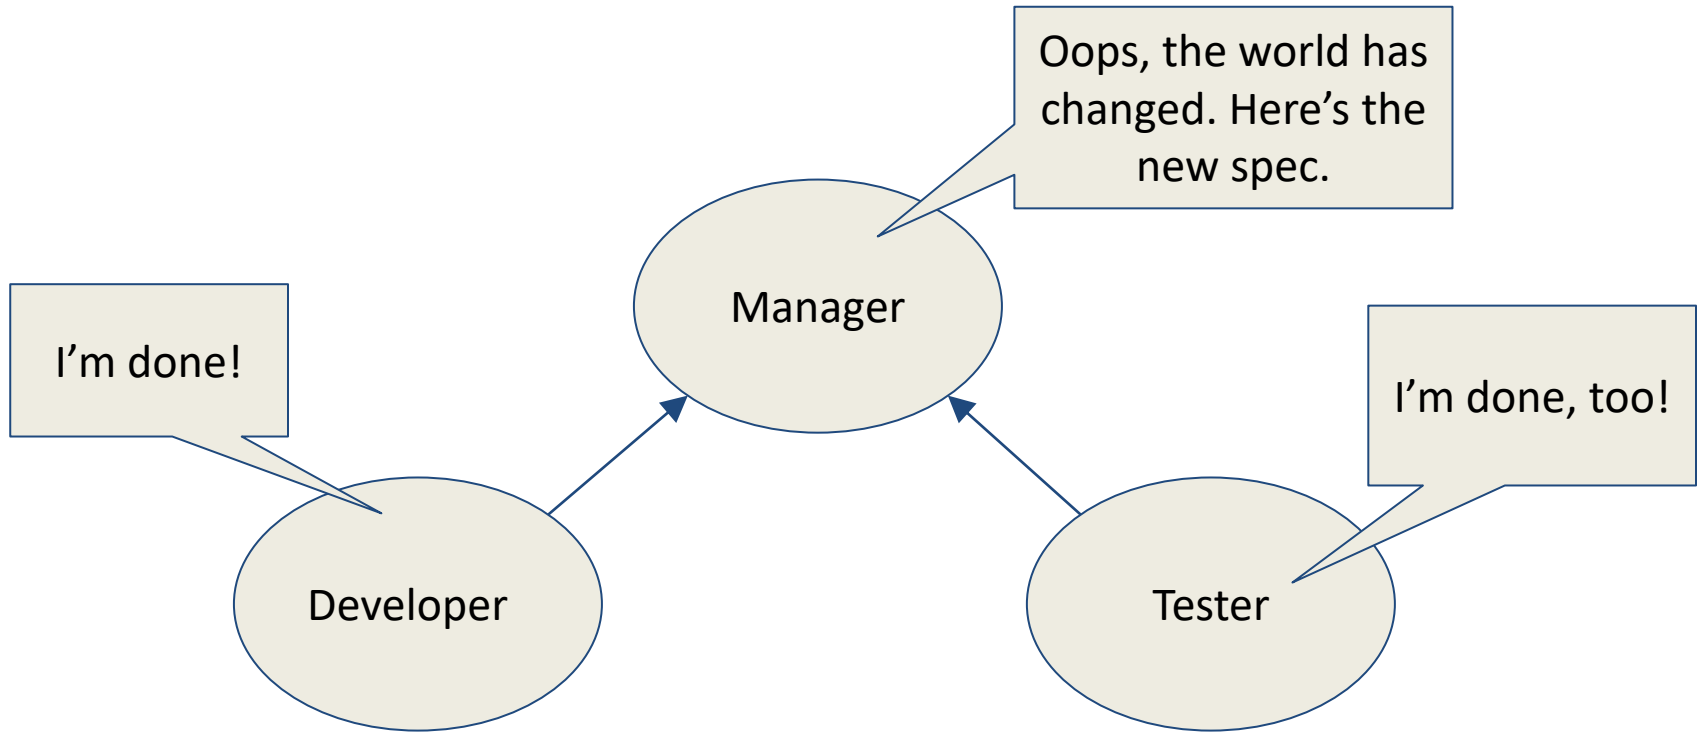 Oops, the world has
changed. Here’s the
new spec.
Manager
I’m done!
I’m done, too!
Developer
Tester